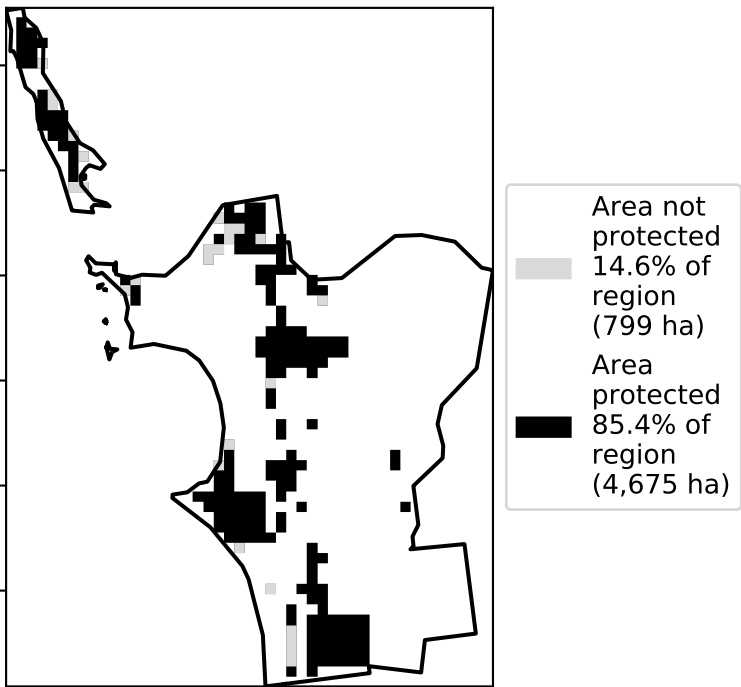 Area not
protected
14.6% of
region
(799 ha)
Area
protected
85.4% of
region
(4,675 ha)